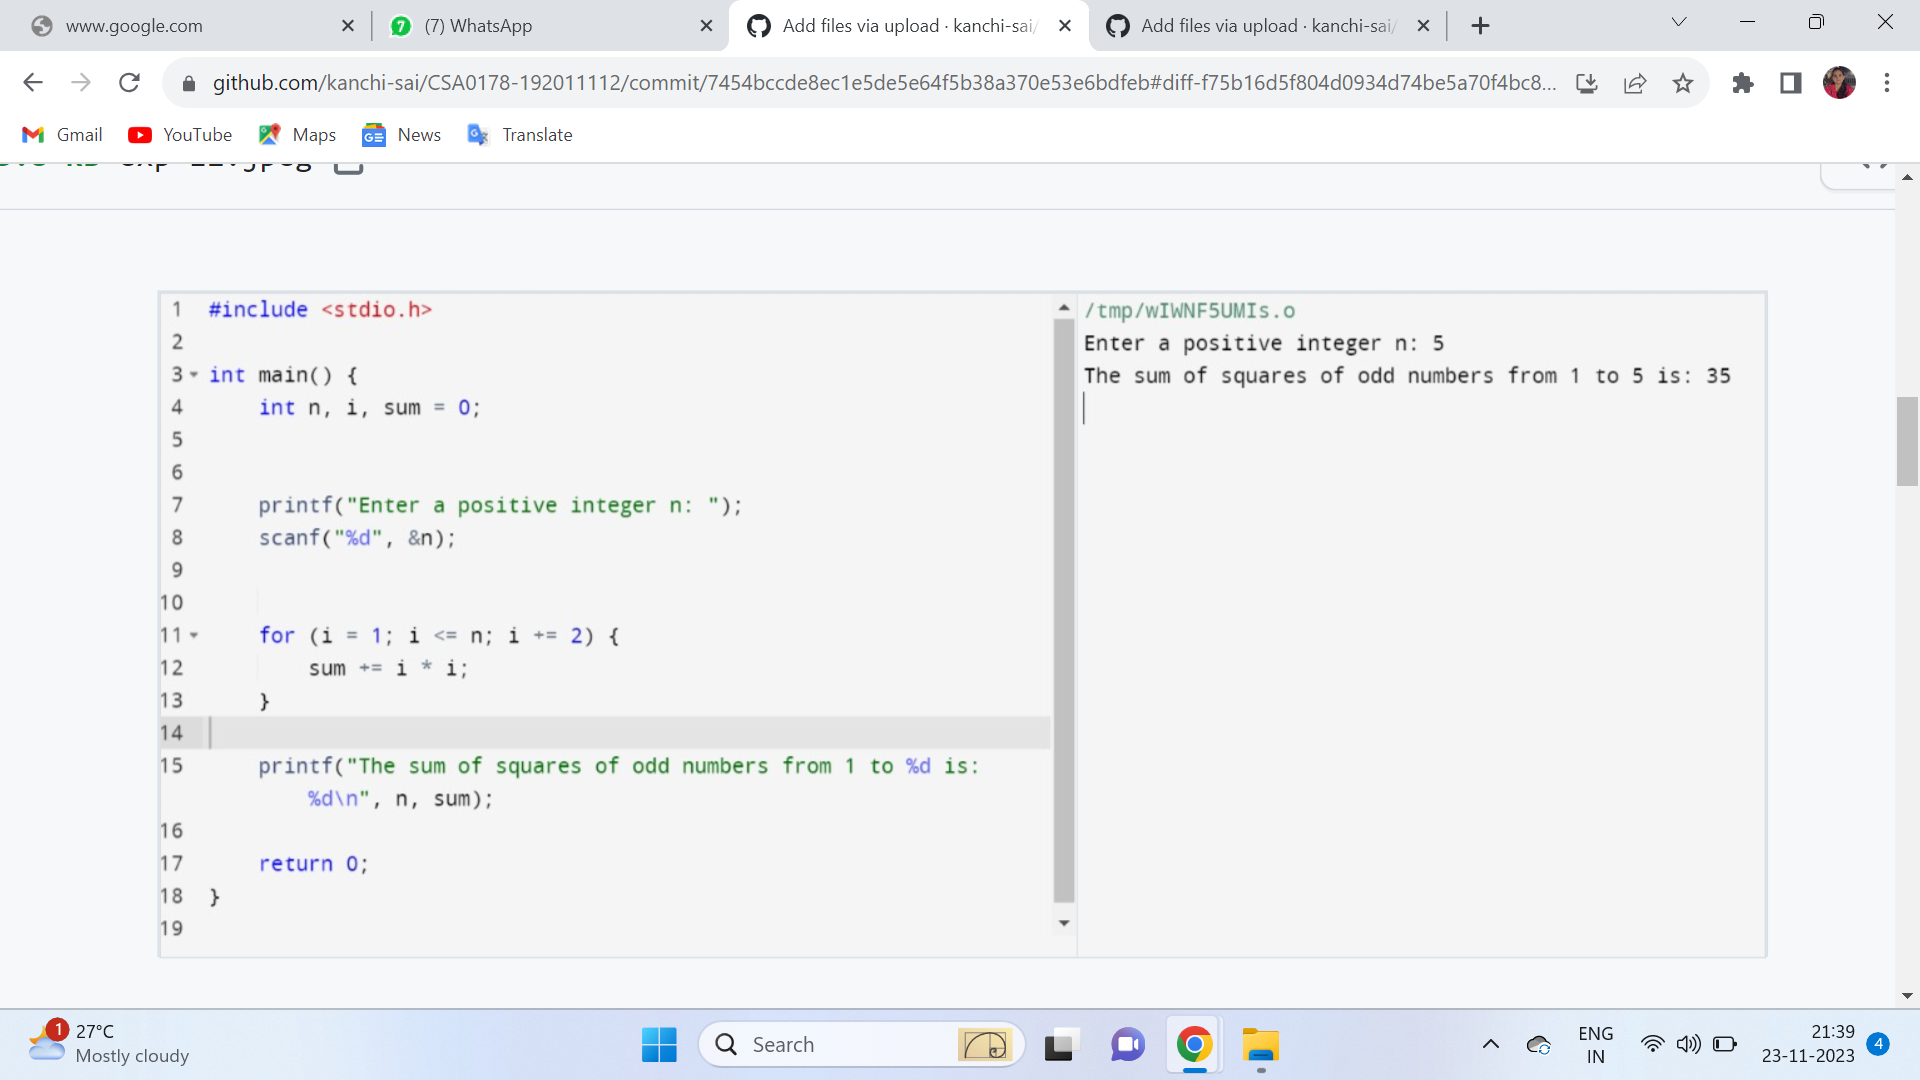 www.google.com
(7) WhatsApp
Add files via upload · kanchi-sai/
Add files via upload · kanchi-sai/
github.com/kanchi-sai/CSA0178-192011112/commit/7454bccde8ec1e5de5e64f5b38a370e53e6bdfeb#diff-f75b16d5f804d0934d74be5a70f4bc8...
Gmail
YouTube
Maps
News
Translate
1 #include <stdio.h>
2
3 int main() {
4 int n, i, sum = 0;
5
6
7 printf("Enter a positive integer n: ");
8 scanf("%d", &n);
9
10
11 for (i = 1; i <= n; i += 2) {
12 sum += i * i;
13 }
14
15 printf("The sum of squares of odd numbers from 1 to %d is:
%d\n", n, sum);
16
17 return 0;
18 }
19
/tmp/wIWNF5UMIs.o
Enter a positive integer n: 5
The sum of squares of odd numbers from 1 to 5 is: 35
1
27°C
Mostly cloudy
Search
ENG
IN
21:39
23-11-2023
4